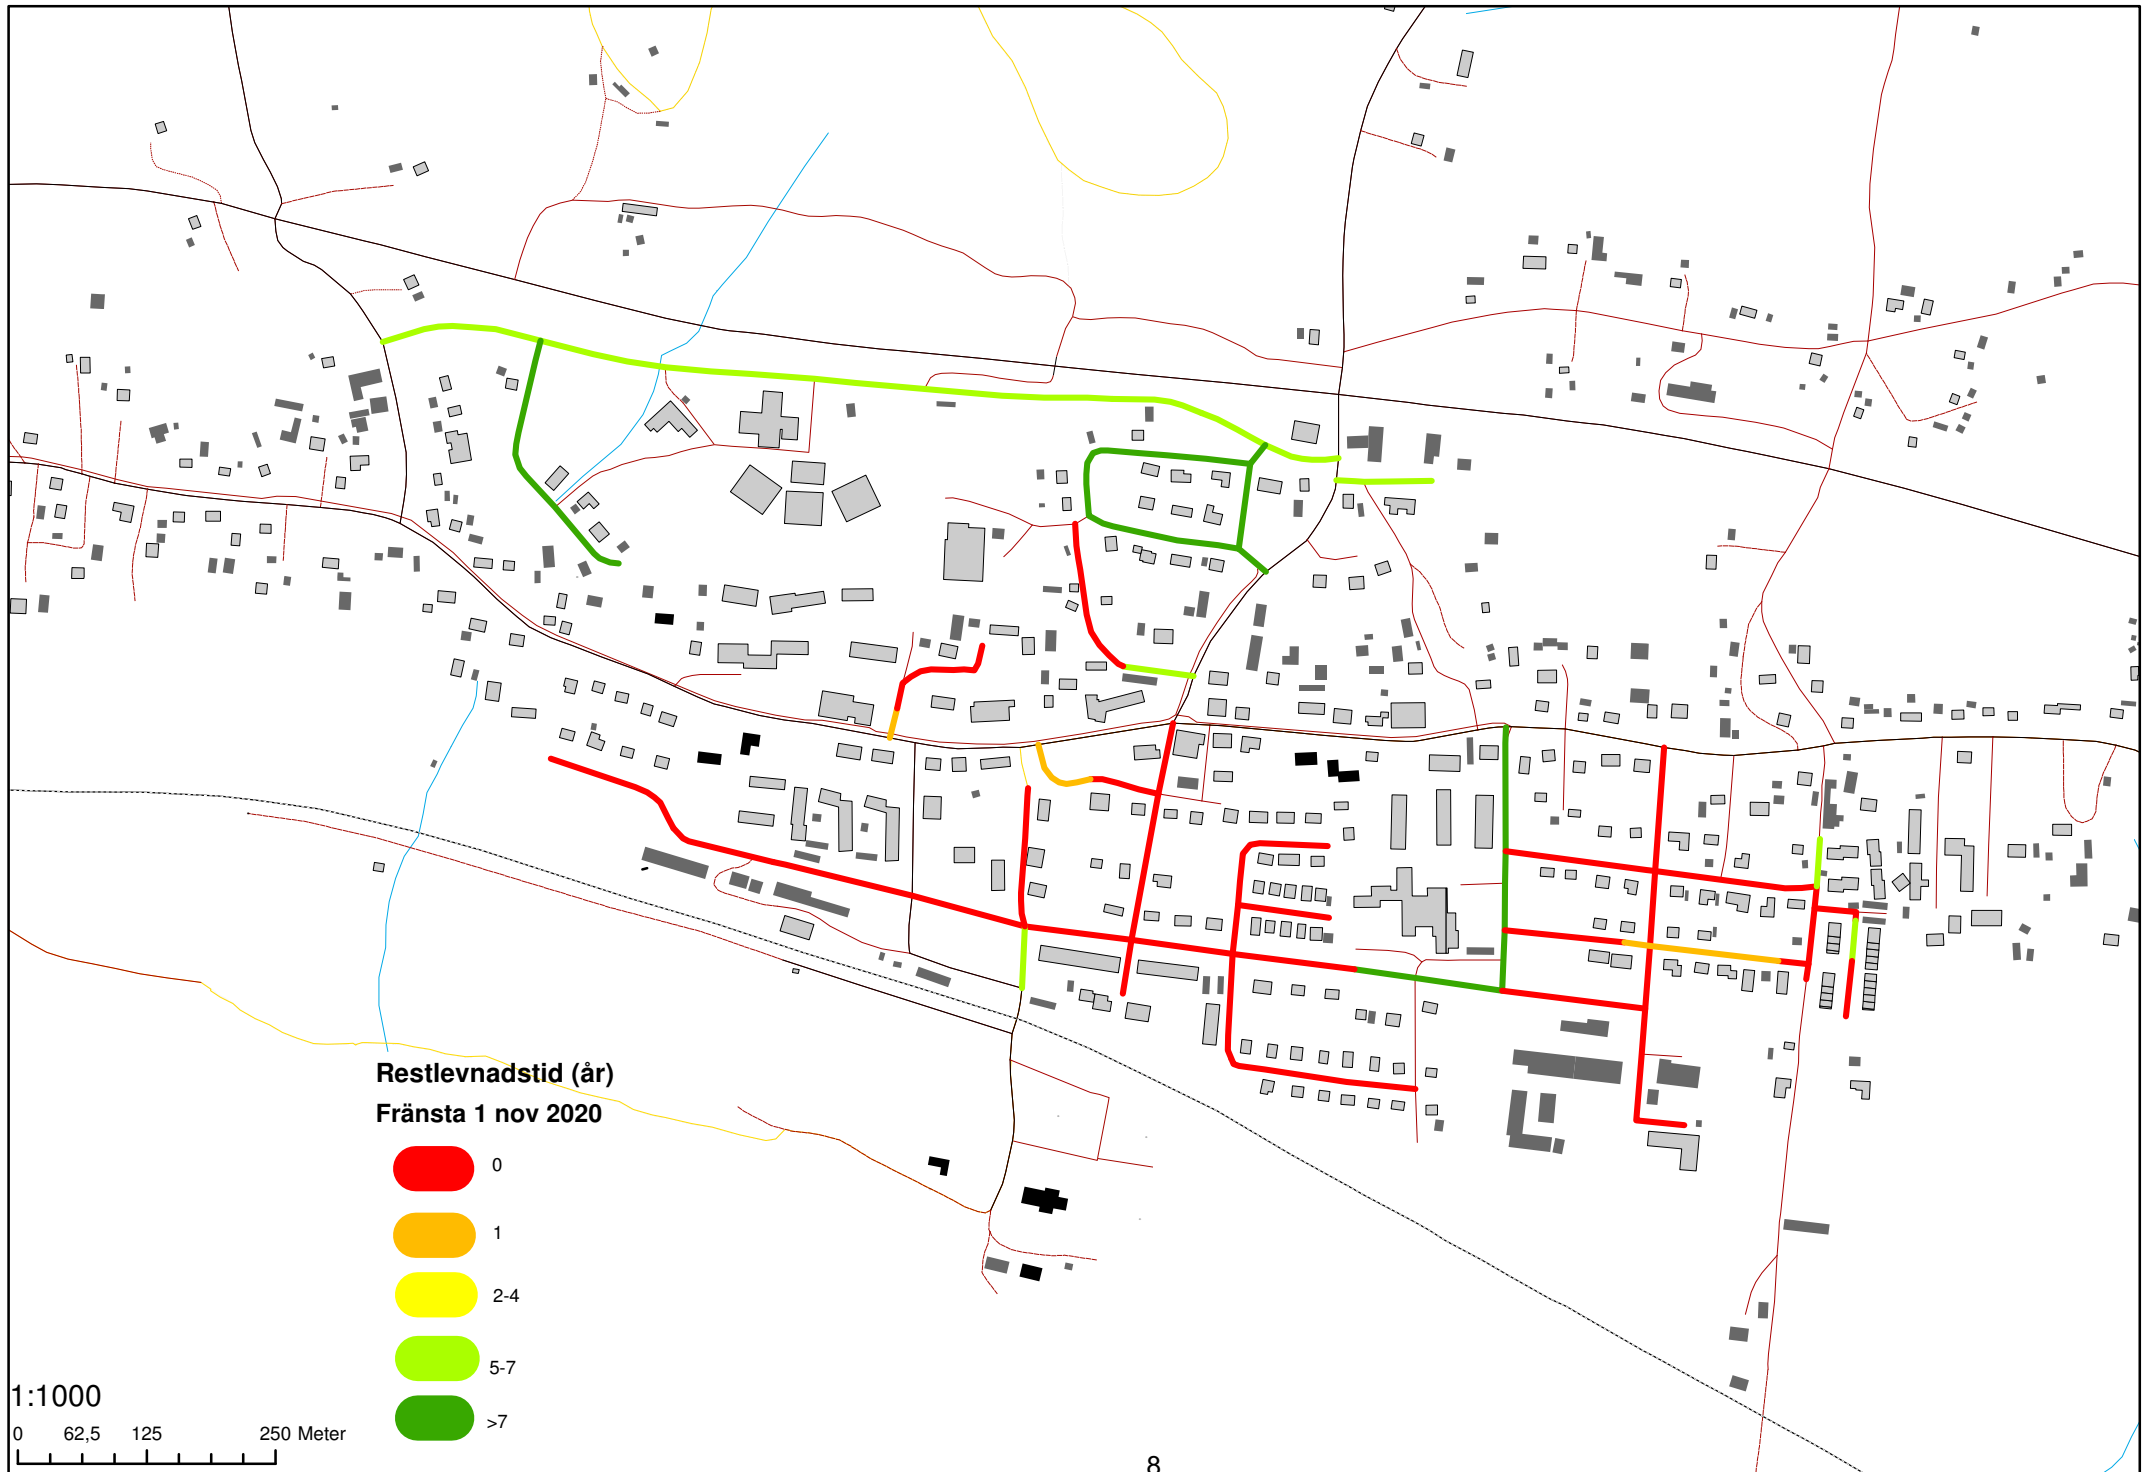 Restlevnadstid (år)
Fränsta 1 nov 2020
0
1
2-4
5-7
>7
1:1000
0 62,5 125 250 Meter
8